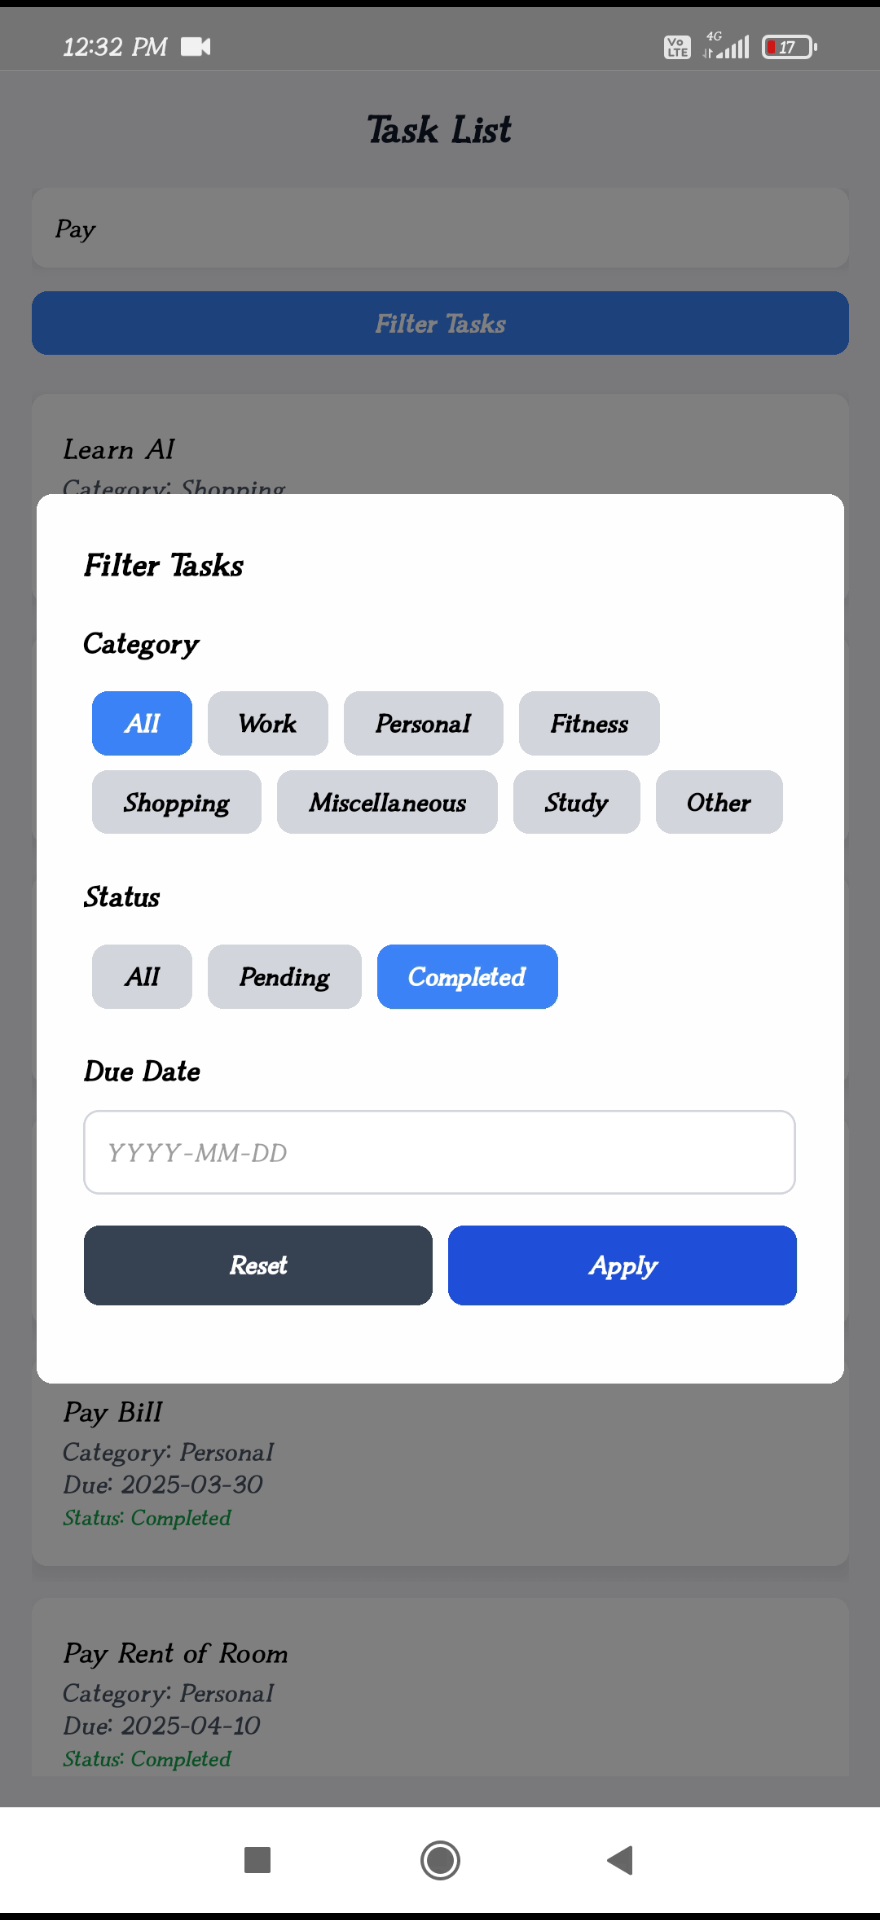 12:32 PM
Vo LTE 4G 17
Task List
Pay
Filter Tasks
Learn AI
Category: Shopping
Filter Tasks
Category
All Work Personal Fitness
Shopping Miscellaneous Study Other
Status
All Pending Completed
Due Date
YYYY-MM-DD
Reset Apply
Pay Bill
Category: Personal
Due: 2025-03-30
Status: Completed
Pay Rent of Room
Category: Personal
Due: 2025-04-10
Status: Completed